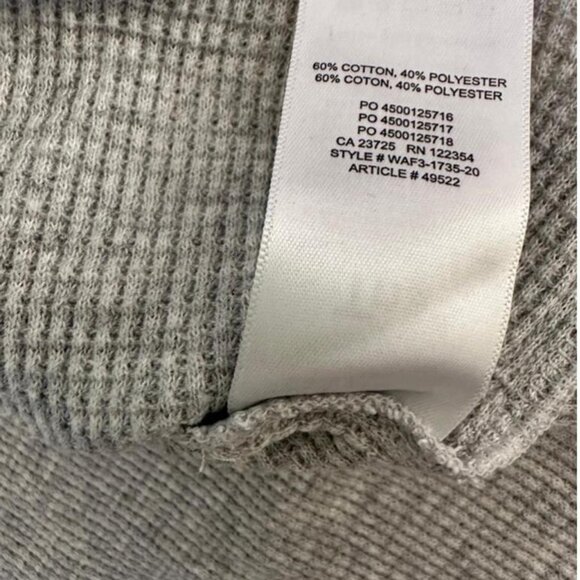 60% COTTON, 40% POLYESTER
60% COTON, 40% POLYESTER
PO 4500125716
PO 4500125717
PO 4500125718
CA 23725 RN 122354
STYLE # WAF3-1735-20
ARTICLE # 49522